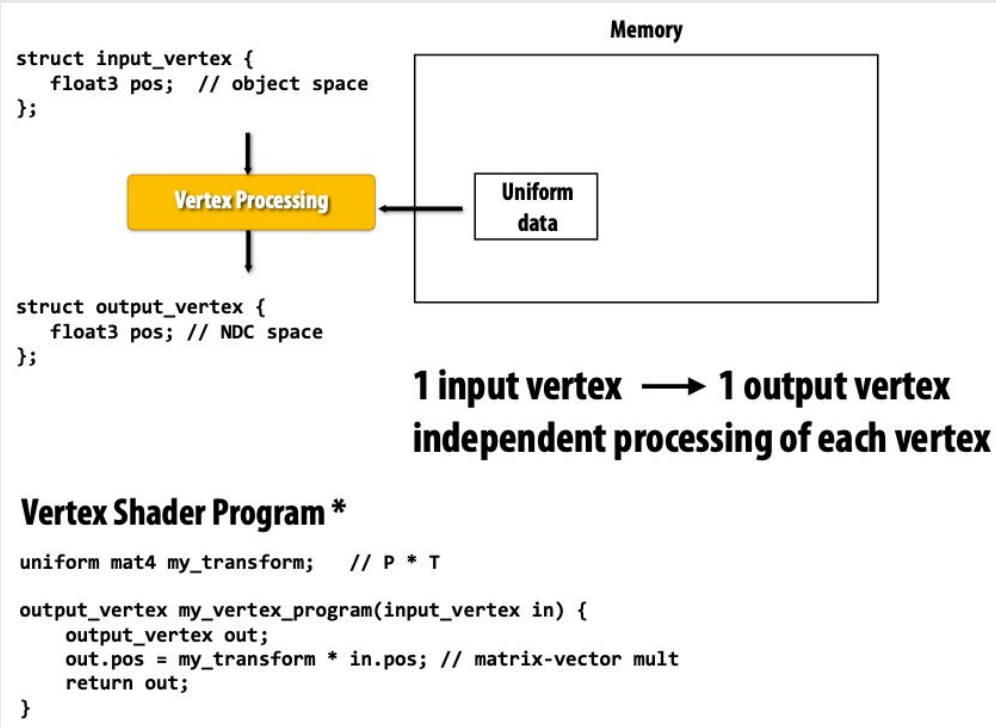 Memory
struct input_vertex {
   float3 pos;  // object space
};
Vertex Processing
Uniform
data
struct output_vertex {
   float3 pos; // NDC space
};
1 input vertex ⟶ 1 output vertex
independent processing of each vertex
Vertex Shader Program *
uniform mat4 my_transform;   // P * T
output_vertex my_vertex_program(input_vertex in) {
    output_vertex out;
    out.pos = my_transform * in.pos; // matrix-vector mult
    return out;
}